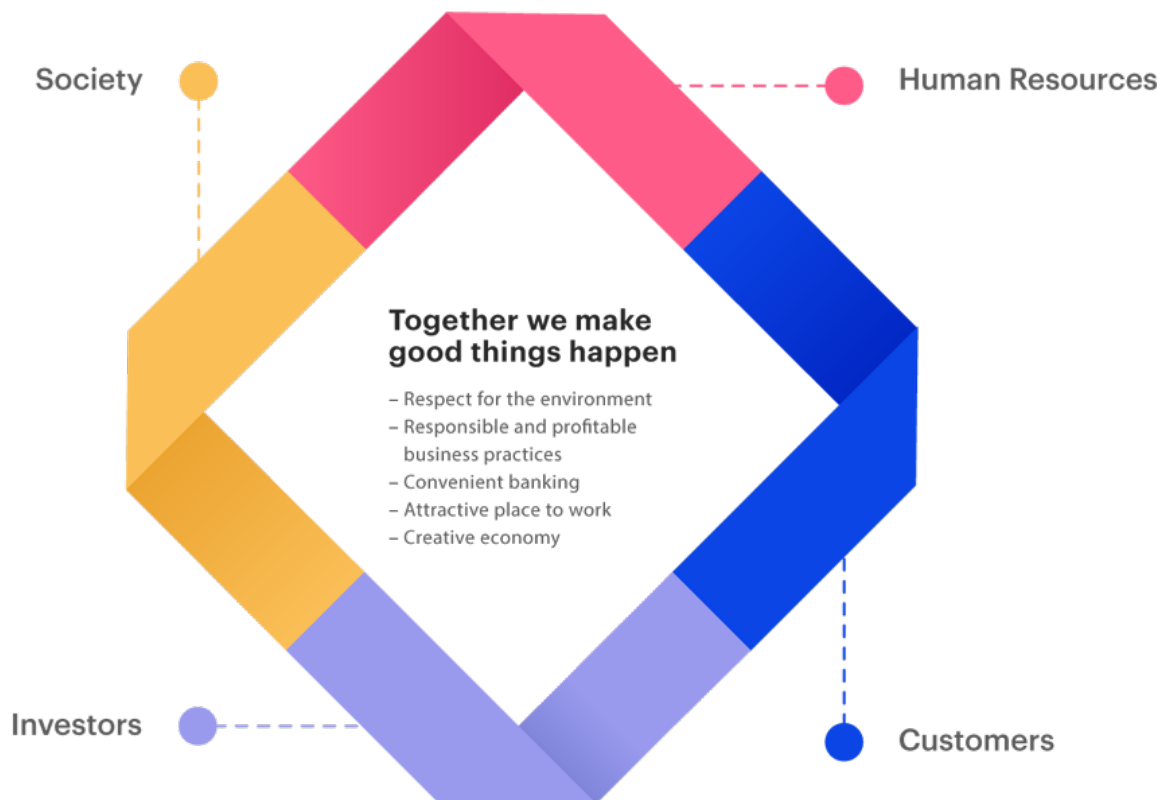 Society
Human Resources
Together we make
good things happen
– Respect for the environment
– Responsible and profitable
business practices
– Convenient banking
– Attractive place to work
– Creative economy
Investors
Customers